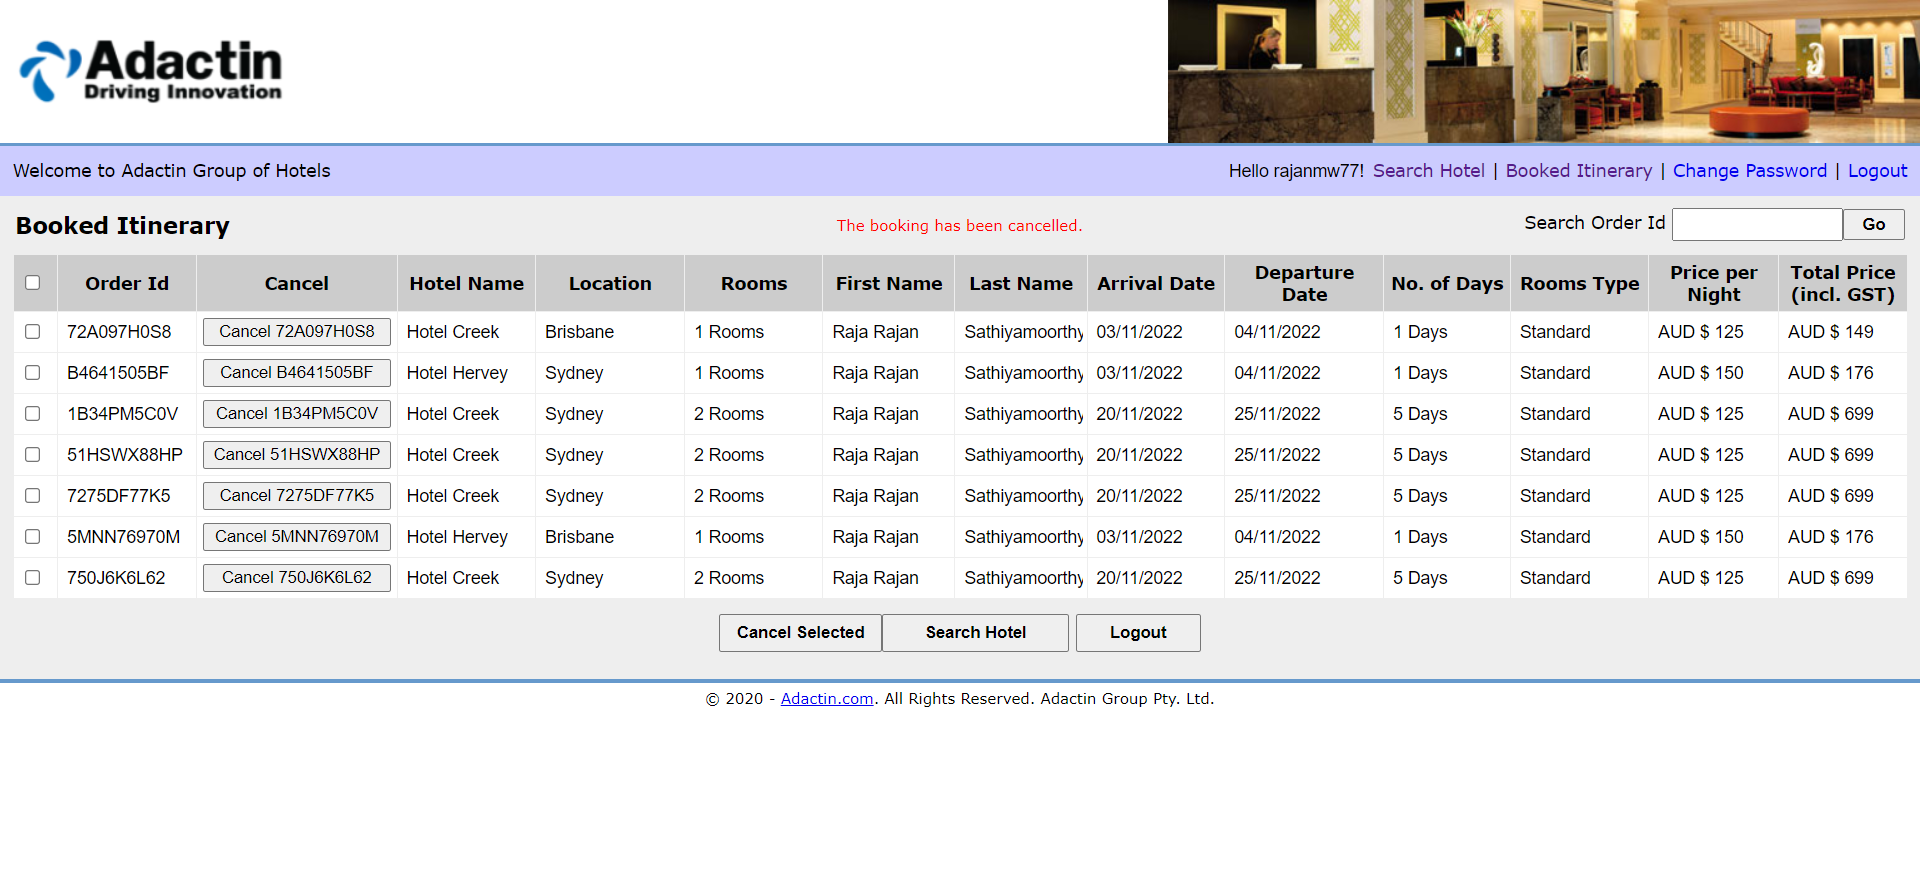 Adactin
Driving Innovation
Welcome to Adactin Group of Hotels
Hello rajanmw77! Search Hotel | Booked Itinerary | Change Password | Logout
Booked Itinerary
The booking has been cancelled.
Search Order Id
Go
Order Id Cancel Hotel Name Location Rooms First Name Last Name Arrival Date Departure Date No. of Days Rooms Type Price per Night Total Price (incl. GST)
72A097H0S8 Cancel 72A097H0S8 Hotel Creek Brisbane 1 Rooms Raja Rajan Sathiyamoorthy 03/11/2022 04/11/2022 1 Days Standard AUD $ 125 AUD $ 149
B4641505BF Cancel B4641505BF Hotel Hervey Sydney 1 Rooms Raja Rajan Sathiyamoorthy 03/11/2022 04/11/2022 1 Days Standard AUD $ 150 AUD $ 176
1B34PM5C0V Cancel 1B34PM5C0V Hotel Creek Sydney 2 Rooms Raja Rajan Sathiyamoorthy 20/11/2022 25/11/2022 5 Days Standard AUD $ 125 AUD $ 699
51HSWX88HP Cancel 51HSWX88HP Hotel Creek Sydney 2 Rooms Raja Rajan Sathiyamoorthy 20/11/2022 25/11/2022 5 Days Standard AUD $ 125 AUD $ 699
7275DF77K5 Cancel 7275DF77K5 Hotel Creek Sydney 2 Rooms Raja Rajan Sathiyamoorthy 20/11/2022 25/11/2022 5 Days Standard AUD $ 125 AUD $ 699
5MNN76970M Cancel 5MNN76970M Hotel Hervey Brisbane 1 Rooms Raja Rajan Sathiyamoorthy 03/11/2022 04/11/2022 1 Days Standard AUD $ 150 AUD $ 176
750J6K6L62 Cancel 750J6K6L62 Hotel Creek Sydney 2 Rooms Raja Rajan Sathiyamoorthy 20/11/2022 25/11/2022 5 Days Standard AUD $ 125 AUD $ 699
Cancel Selected Search Hotel Logout
© 2020 - Adactin.com. All Rights Reserved. Adactin Group Pty. Ltd.